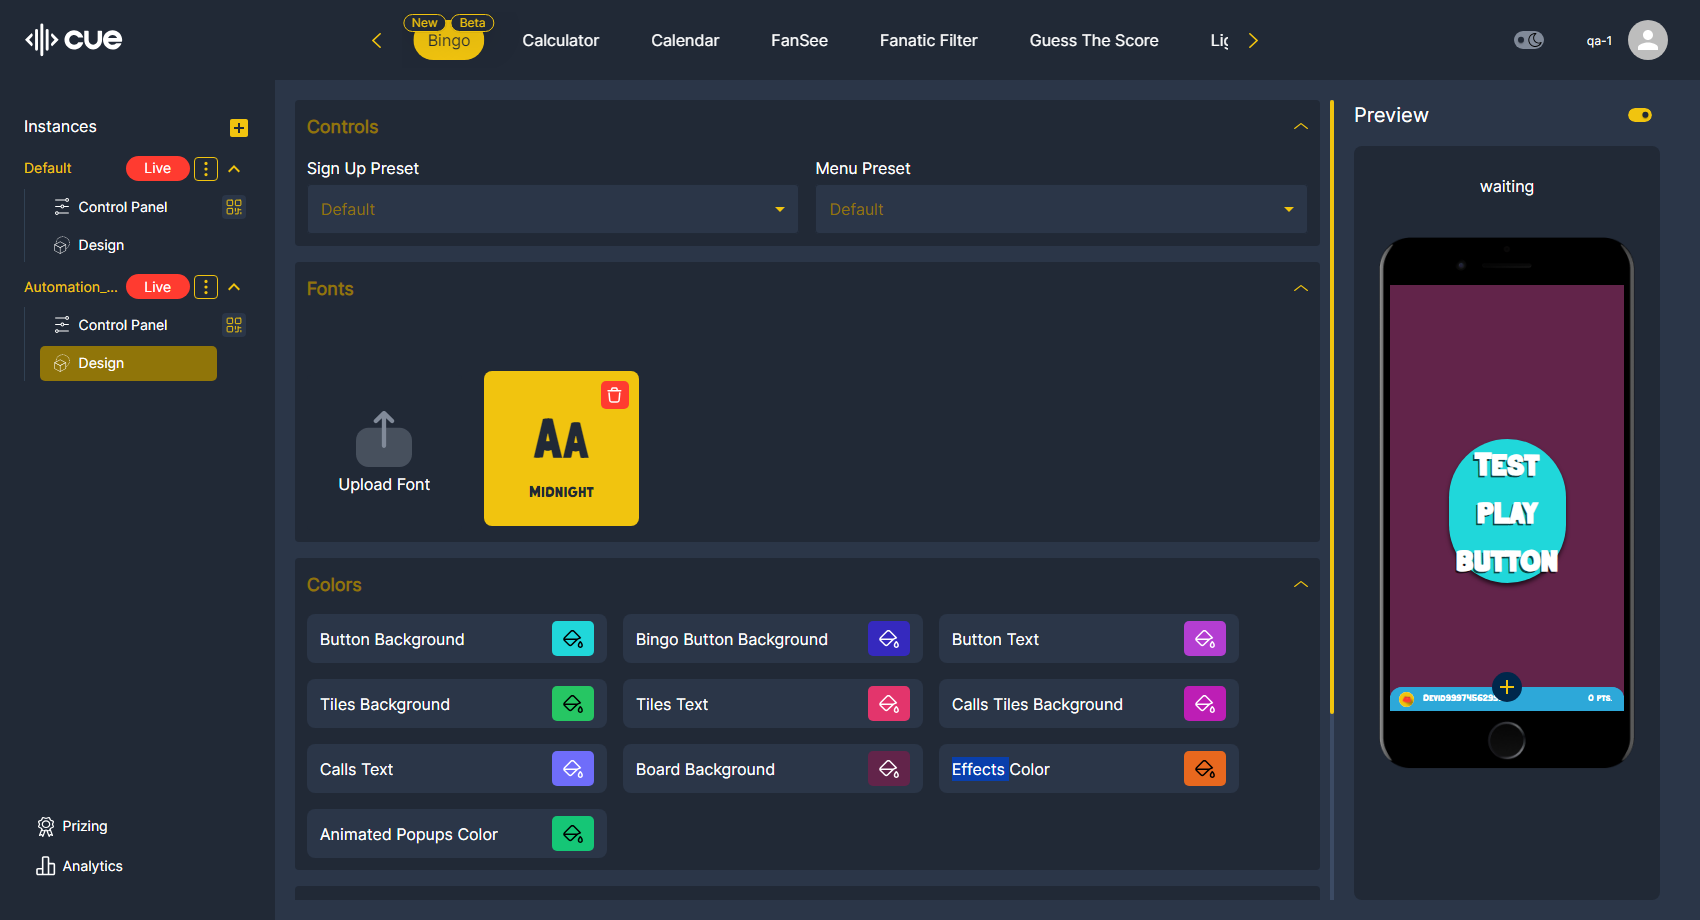 cue
New Beta
Bingo
Calculator
Calendar
FanSee
Fanatic Filter
Guess The Score
qa-1
Instances
Default
Live
Control Panel
Design
Automation_...
Live
Control Panel
Design
Prizing
Analytics
Controls
Sign Up Preset
Menu Preset
Default
Default
Fonts
Upload Font
AA
MIDNIGHT
Colors
Button Background
Bingo Button Background
Button Text
Tiles Background
Tiles Text
Calls Tiles Background
Calls Text
Board Background
Effects Color
Animated Popups Color
Preview
waiting
TEST
PLAY
BUTTON
0 PTS.